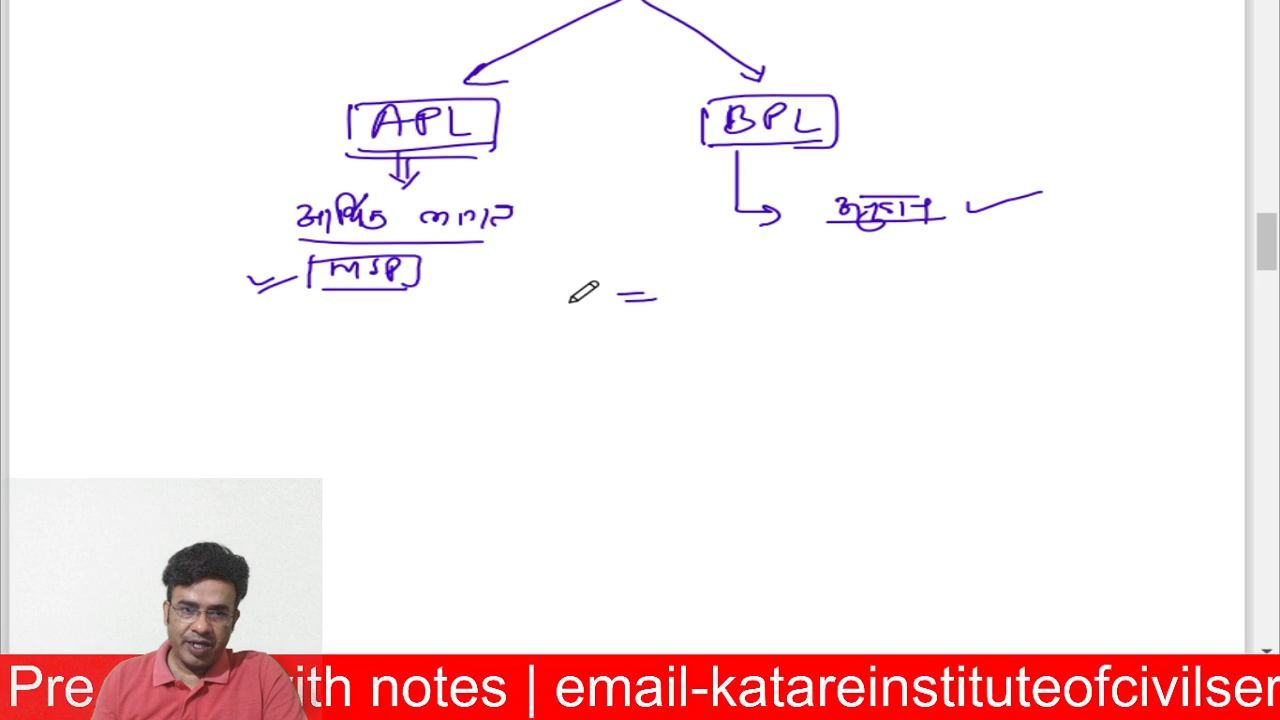 APL
BPL
आर्थिक लागत
अनुदान
MSP
=
Pre ith notes | email-katareinstituteofcivilser